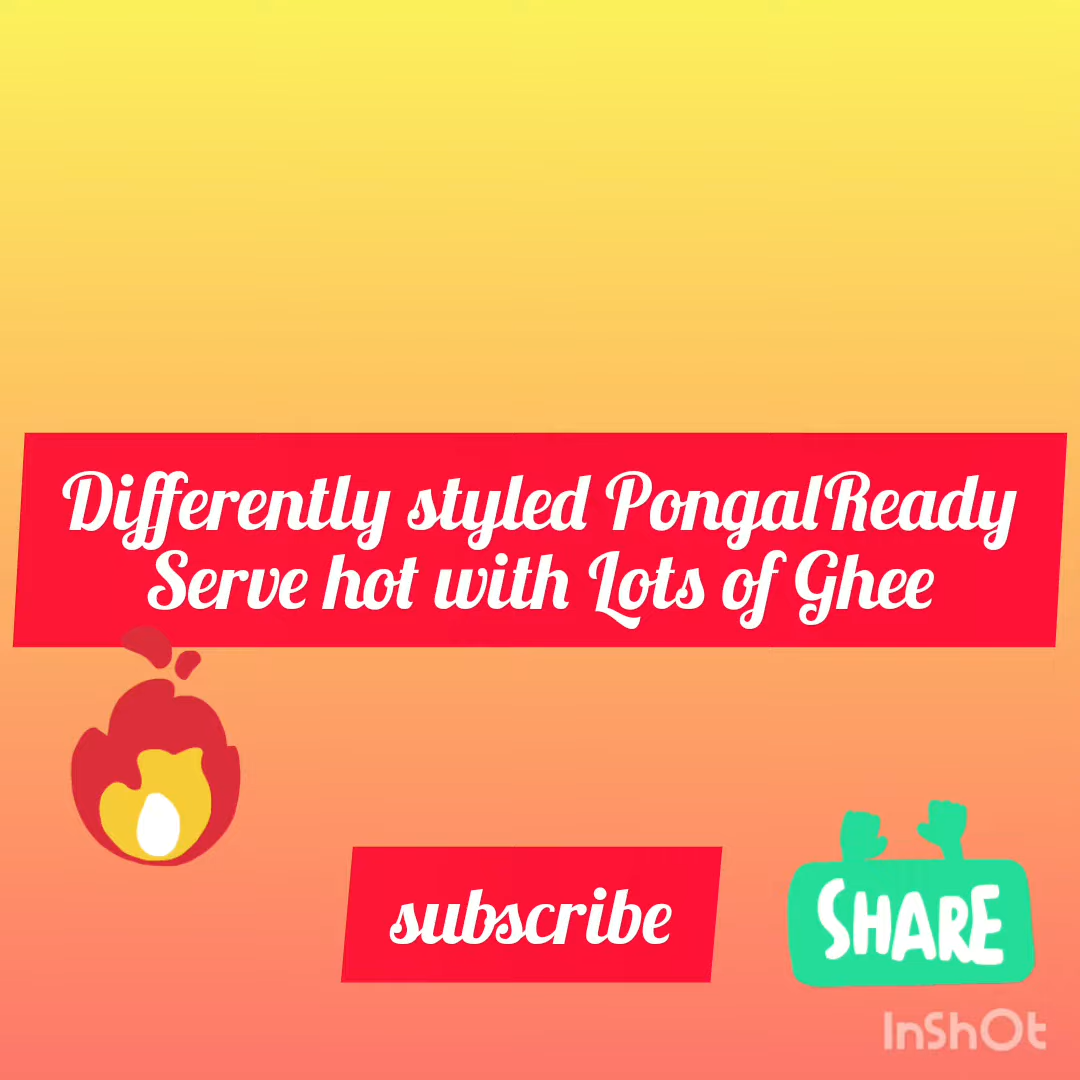 Differently styled PongalReady
Serve hot with Lots of Ghee
subscribe
SHARE
InShOt